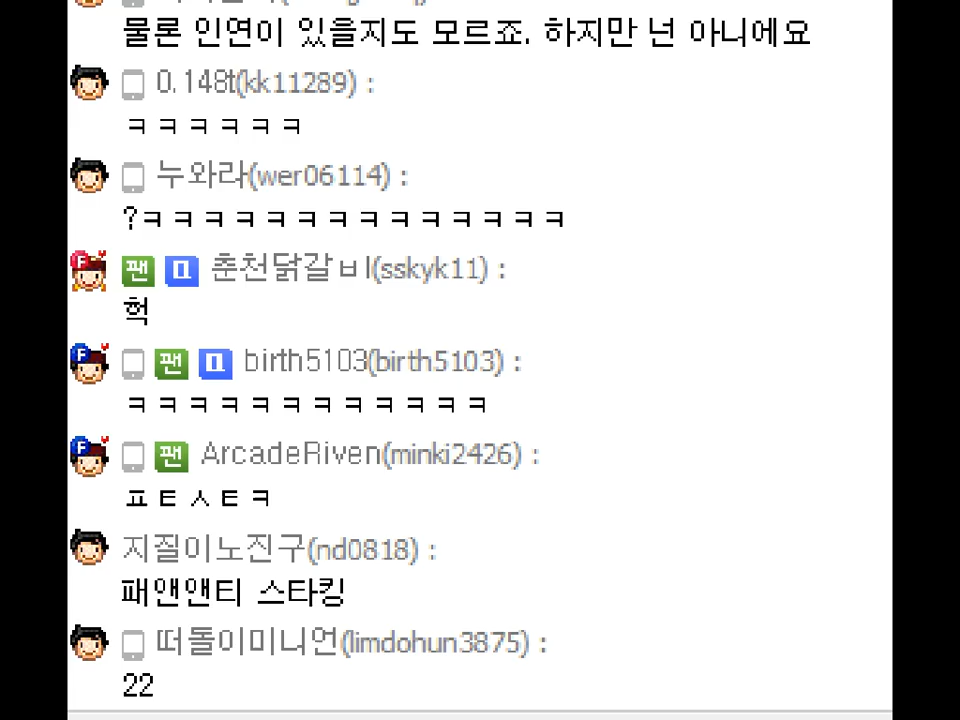 물론 인연이 있을지도 모르죠. 하지만 넌 아니에요
0.148t(kk11289) :
ㅋㅋㅋㅋㅋㅋ
누와라(wer06114) :
?ㅋㅋㅋㅋㅋㅋㅋㅋㅋㅋㅋㅋㅋㅋ
팬 춘천닭갈ㅂㅣ(sskyk11) :
헉
팬 birth5103(birth5103) :
ㅋㅋㅋㅋㅋㅋㅋㅋㅋㅋㅋㅋ
팬 ArcadeRiven(minki2426) :
ㅍㅌㅅㅌㅋ
지질이노진구(nd0818) :
패앤앤티 스타킹
떠돌이미니언(limdohun3875) :
22